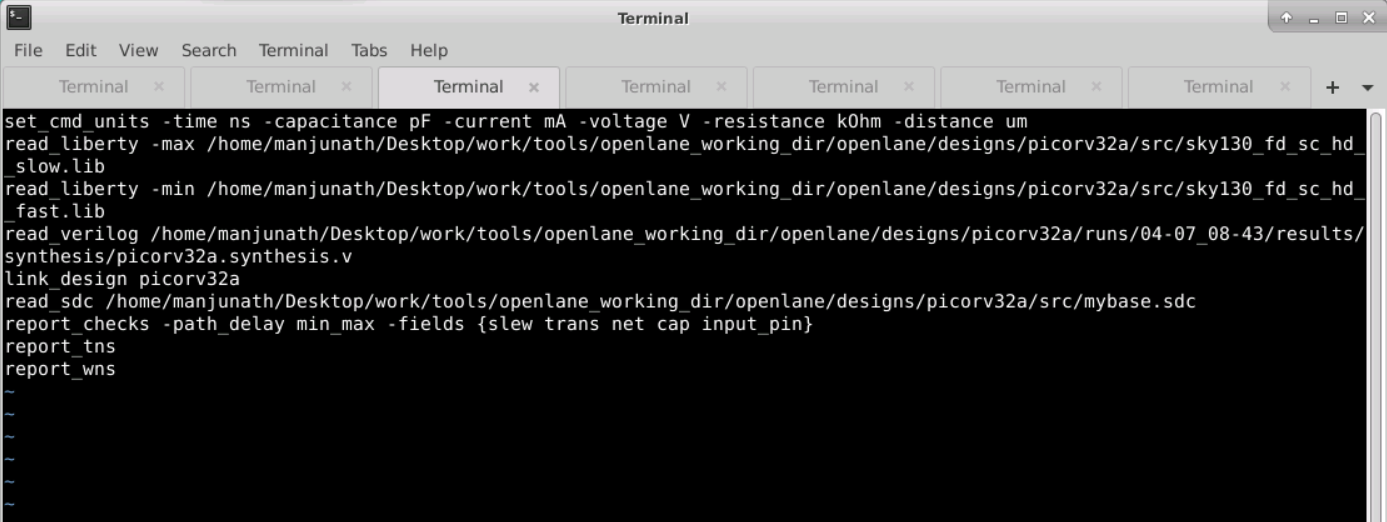 Terminal
File Edit View Search Terminal Tabs Help
Terminal × Terminal × Terminal × Terminal × Terminal × Terminal × Terminal × +
set_cmd_units -time ns -capacitance pF -current mA -voltage V -resistance kOhm -distance um
read_liberty -max /home/manjunath/Desktop/work/tools/openlane_working_dir/openlane/designs/picorv32a/src/sky130_fd_sc_hd_
_slow.lib
read_liberty -min /home/manjunath/Desktop/work/tools/openlane_working_dir/openlane/designs/picorv32a/src/sky130_fd_sc_hd_
_fast.lib
read_verilog /home/manjunath/Desktop/work/tools/openlane_working_dir/openlane/designs/picorv32a/runs/04-07_08-43/results/
synthesis/picorv32a.synthesis.v
link_design picorv32a
read_sdc /home/manjunath/Desktop/work/tools/openlane_working_dir/openlane/designs/picorv32a/src/mybase.sdc
report_checks -path_delay min_max -fields {slew trans net cap input_pin}
report_tns
report_wns
~
~
~
~
~
~